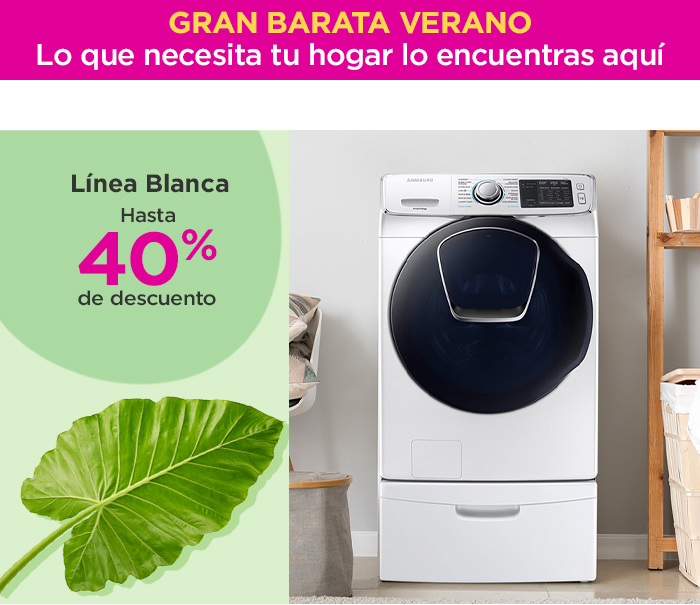 GRAN BARATA VERANO
Lo que necesita tu hogar lo encuentras aquí
Línea Blanca
Hasta
40%
de descuento
SAMSUNG